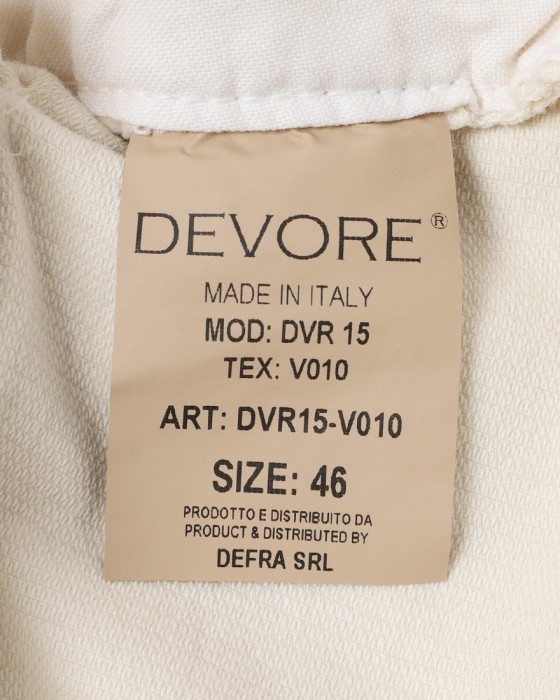 DEVORE®
MADE IN ITALY
MOD: DVR 15
TEX: V010
ART: DVR15-V010
SIZE: 46
PRODOTTO E DISTRIBUITO DA
PRODUCT & DISTRIBUTED BY
DEFRA SRL